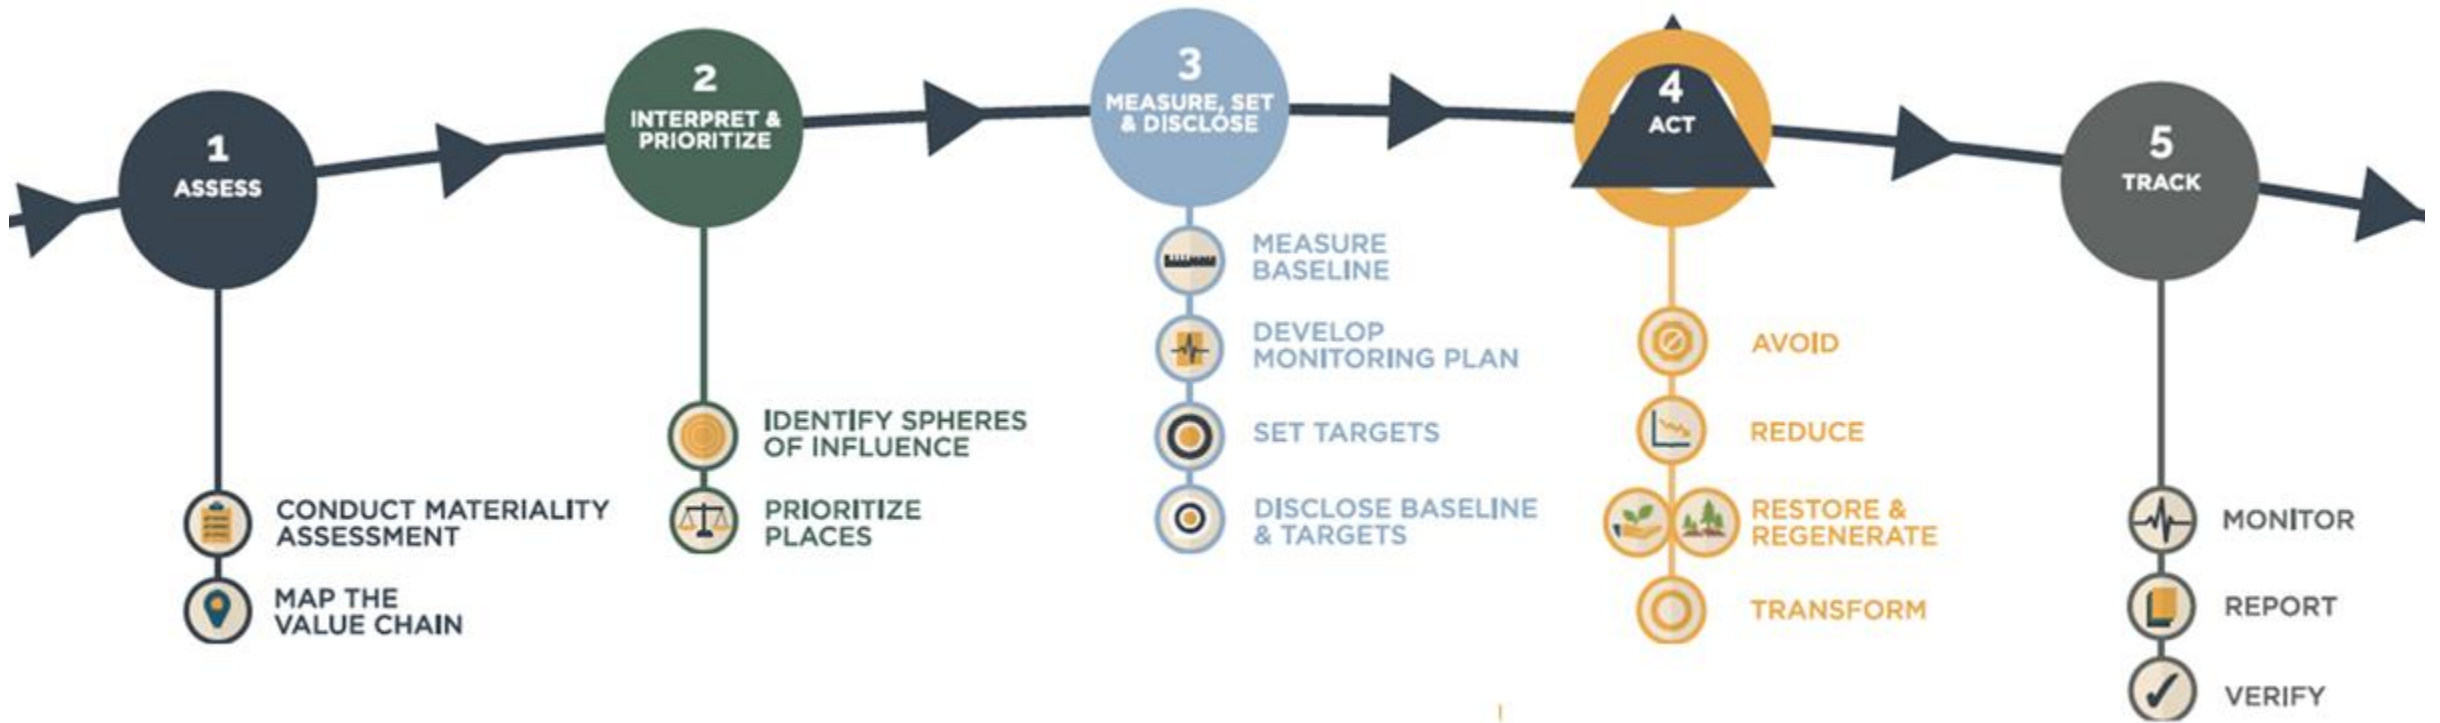 1
ASSESS
CONDUCT MATERIALITY
ASSESSMENT
MAP THE
VALUE CHAIN
2
INTERPRET &
PRIORITIZE
IDENTIFY SPHERES
OF INFLUENCE
PRIORITIZE
PLACES
3
MEASURE, SET
& DISCLOSE
MEASURE
BASELINE
DEVELOP
MONITORING PLAN
SET TARGETS
DISCLOSE BASELINE
& TARGETS
4
ACT
AVOID
REDUCE
RESTORE &
REGENERATE
TRANSFORM
5
TRACK
MONITOR
REPORT
VERIFY